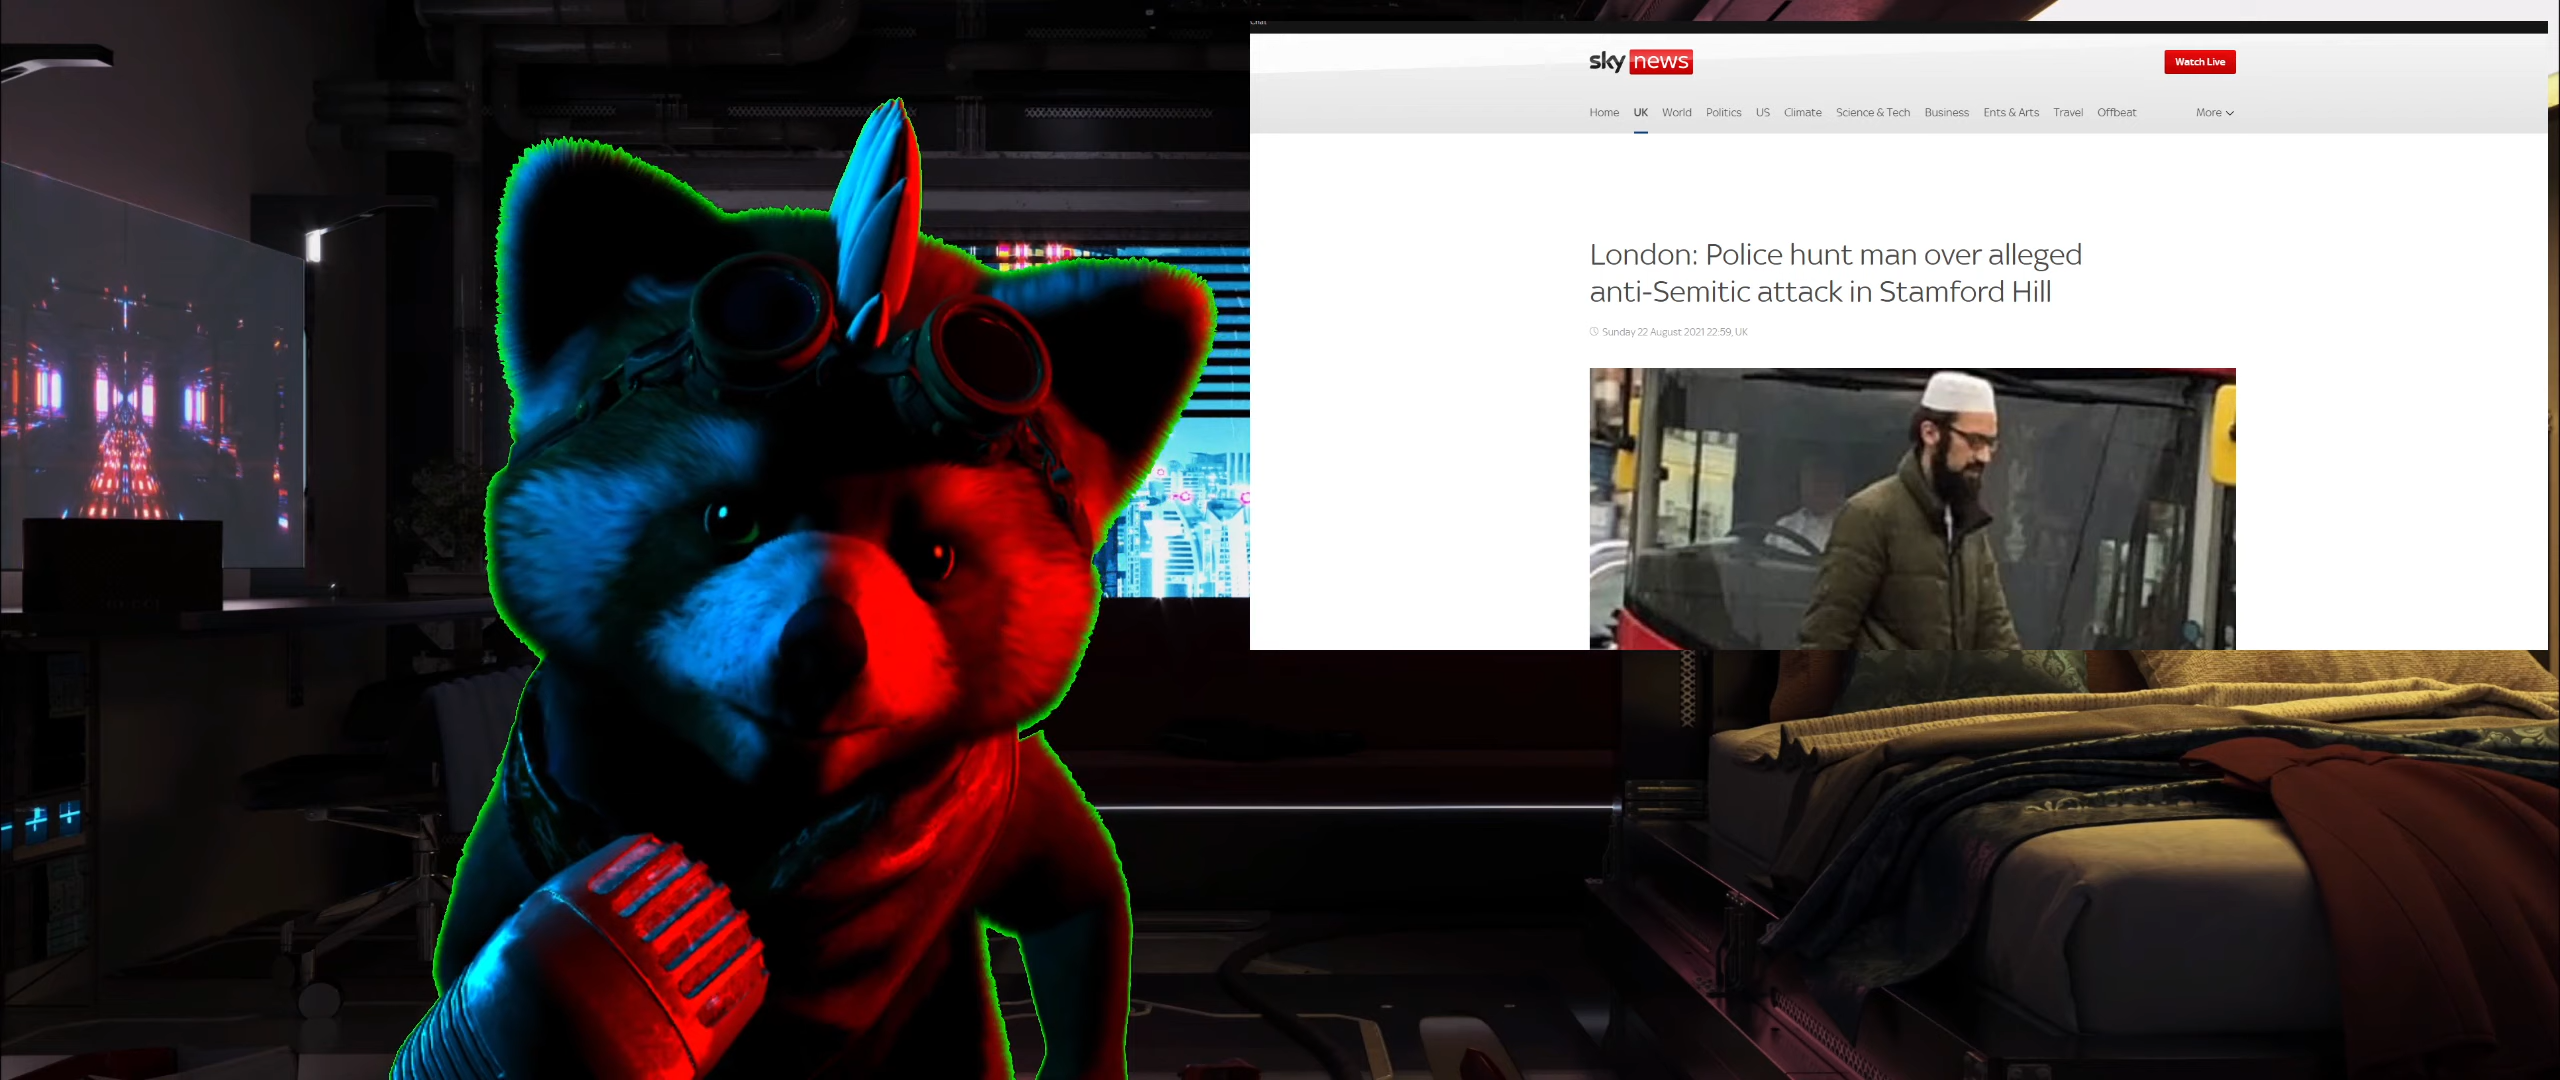 Chat
sky news
Watch Live
Home UK World Politics US Climate Science & Tech Business Ents & Arts Travel Offbeat More
London: Police hunt man over alleged
anti-Semitic attack in Stamford Hill
Sunday 22 August 2021 22:59, UK